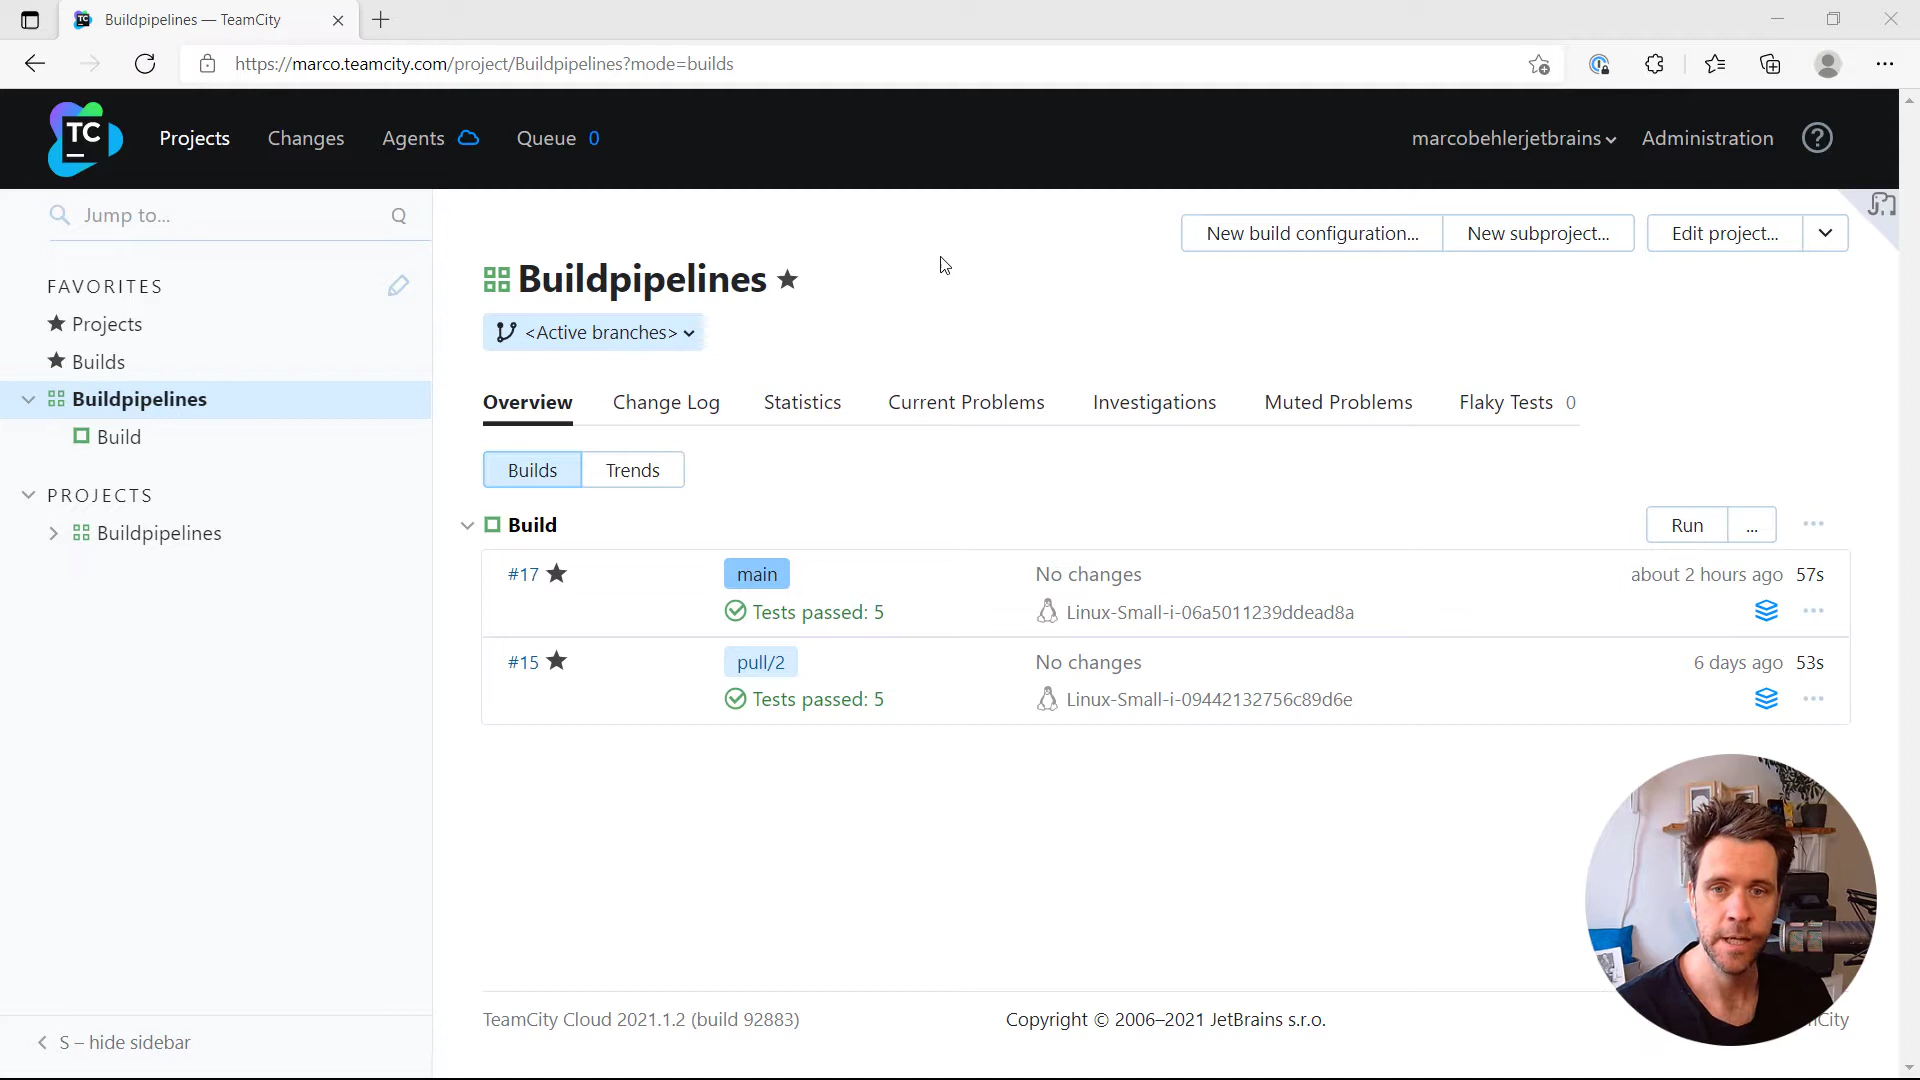 Buildpipelines — TeamCity
https://marco.teamcity.com/project/Buildpipelines?mode=builds
TC
Projects
Changes
Agents
Queue 0
marcobehlerjetbrains
Administration
?
Jump to...
Q
New build configuration...
New subproject...
Edit project...
FAVORITES
Projects
Builds
Buildpipelines
Build
PROJECTS
Buildpipelines
Buildpipelines
<Active branches>
Overview
Change Log
Statistics
Current Problems
Investigations
Muted Problems
Flaky Tests 0
Builds
Trends
Build
Run
...
#17
main
No changes
about 2 hours ago 57s
Tests passed: 5
Linux-Small-i-06a5011239ddead8a
#15
pull/2
No changes
6 days ago 53s
Tests passed: 5
Linux-Small-i-09442132756c89d6e
TeamCity Cloud 2021.1.2 (build 92883)
Copyright © 2006–2021 JetBrains s.r.o.
S – hide sidebar